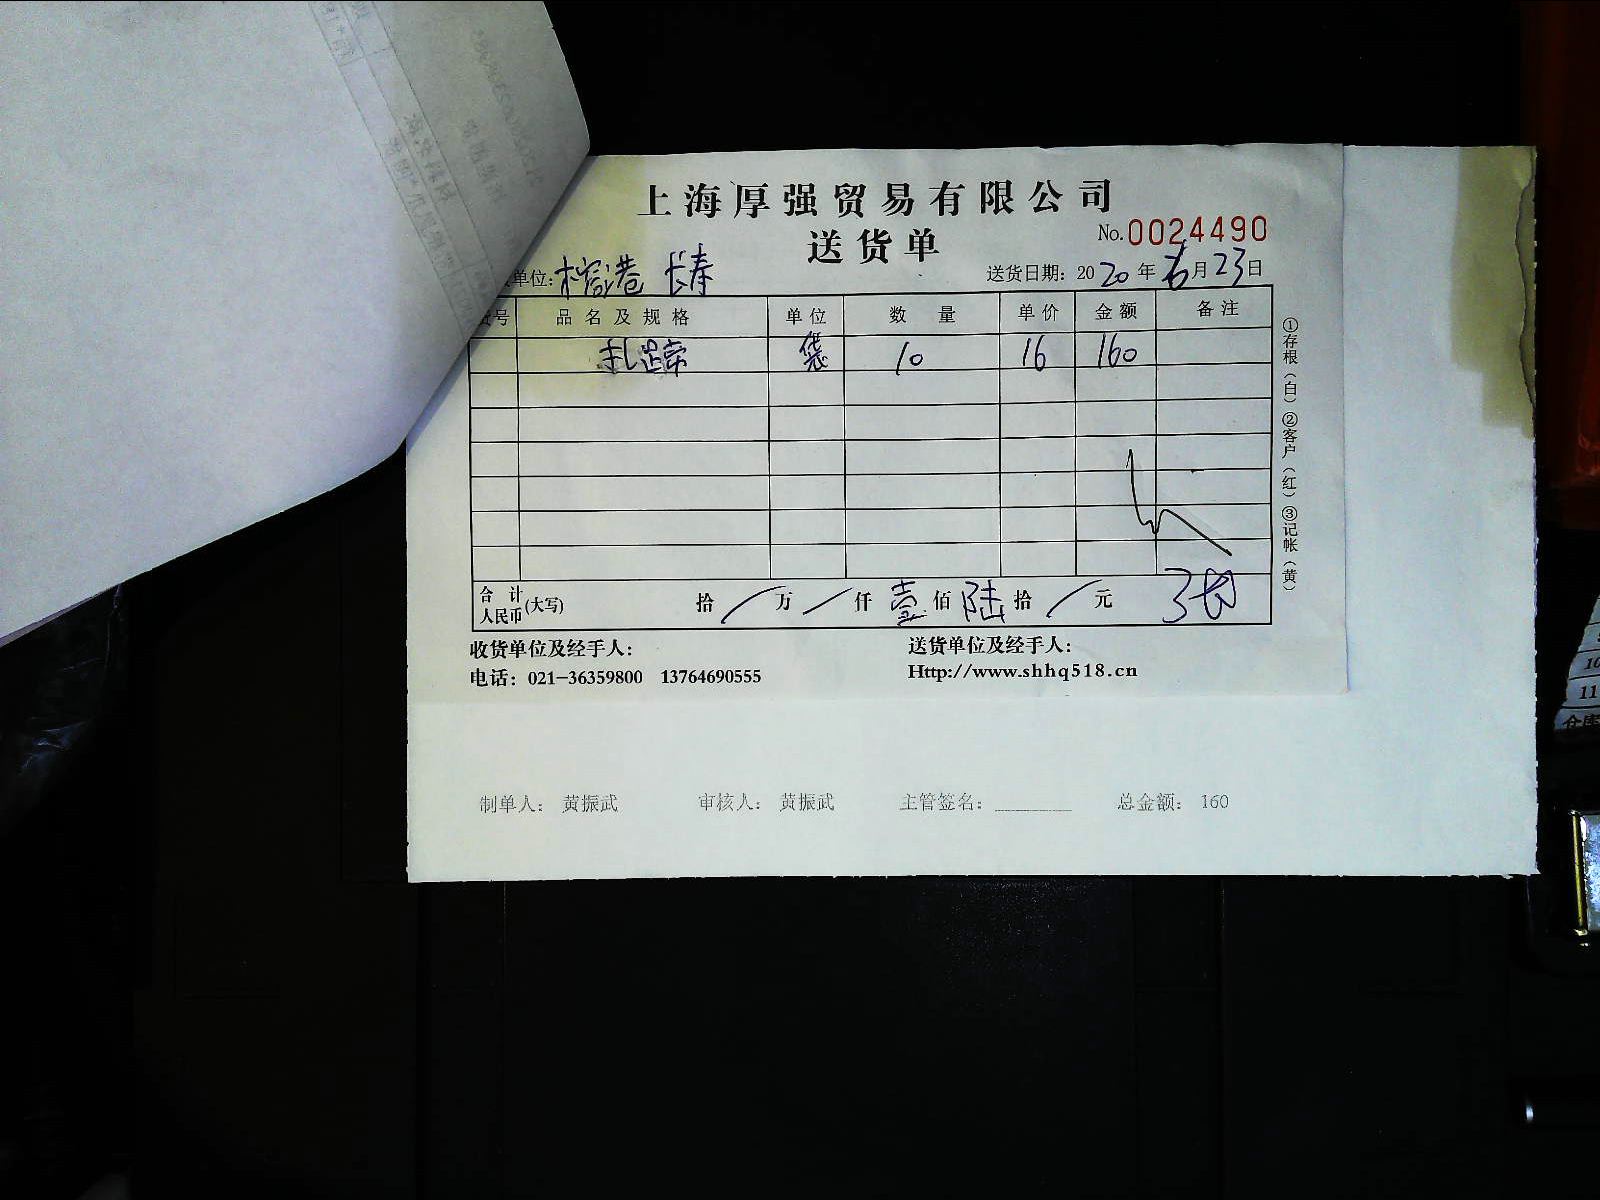 上海厚强贸易有限公司
送货单
No.0024490
单位: 榕港 长寿
送货日期: 2020年 6月23日
号 品名及规格 单位 数量 单价 金额 备注
扎 袋 10 16 160
合计人民币(大写) 拾 / 万 / 仟 壹 佰 陆 拾 / 元
①存根(白) ②客户(红) ③记帐(黄)
收货单位及经手人:
送货单位及经手人:
电话: 021-36359800 13764690555
Http://www.shhq518.cn
制单人: 黄振武 审核人: 黄振武 主管签名: 总金额: 160
10
11
仓库